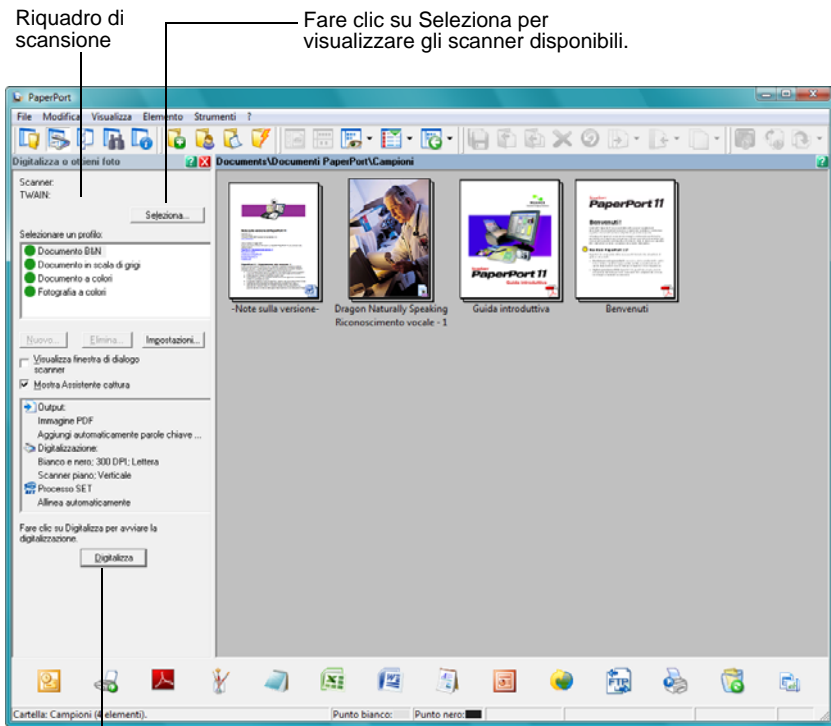 Riquadro di
scansione
Fare clic su Seleziona per
visualizzare gli scanner disponibili.
PaperPort
File Modifica Visualizza Elemento Strumenti ?
Digitalizza o ottieni foto
Documents\Documenti PaperPort\Campioni
Scanner:
TWAIN:
Seleziona...
Selezionare un profilo:
Documento B&N
Documento in scala di grigi
Documento a colori
Fotografia a colori
Nuovo... Elimina... Impostazioni...
Visualizza finestra di dialogo
scanner
Mostra Assistente cattura
Output:
Immagine PDF
Aggiungi automaticamente parole chiave ...
Digitalizzazione:
Bianco e nero; 300 DPI; Lettera
Scanner piano; Verticale
Processo SET
Allinea automaticamente
Fare clic su Digitalizza per avviare la
digitalizzazione.
Digitalizza
PaperPort 11
Guida introduttiva
PaperPort 11
Benvenuti!
-Note sulla versione-
Dragon Naturally Speaking
Riconoscimento vocale - 1
Guida introduttiva
Benvenuti
FTP
Cartella: Campioni (4 elementi).
Punto bianco:
Punto nero: